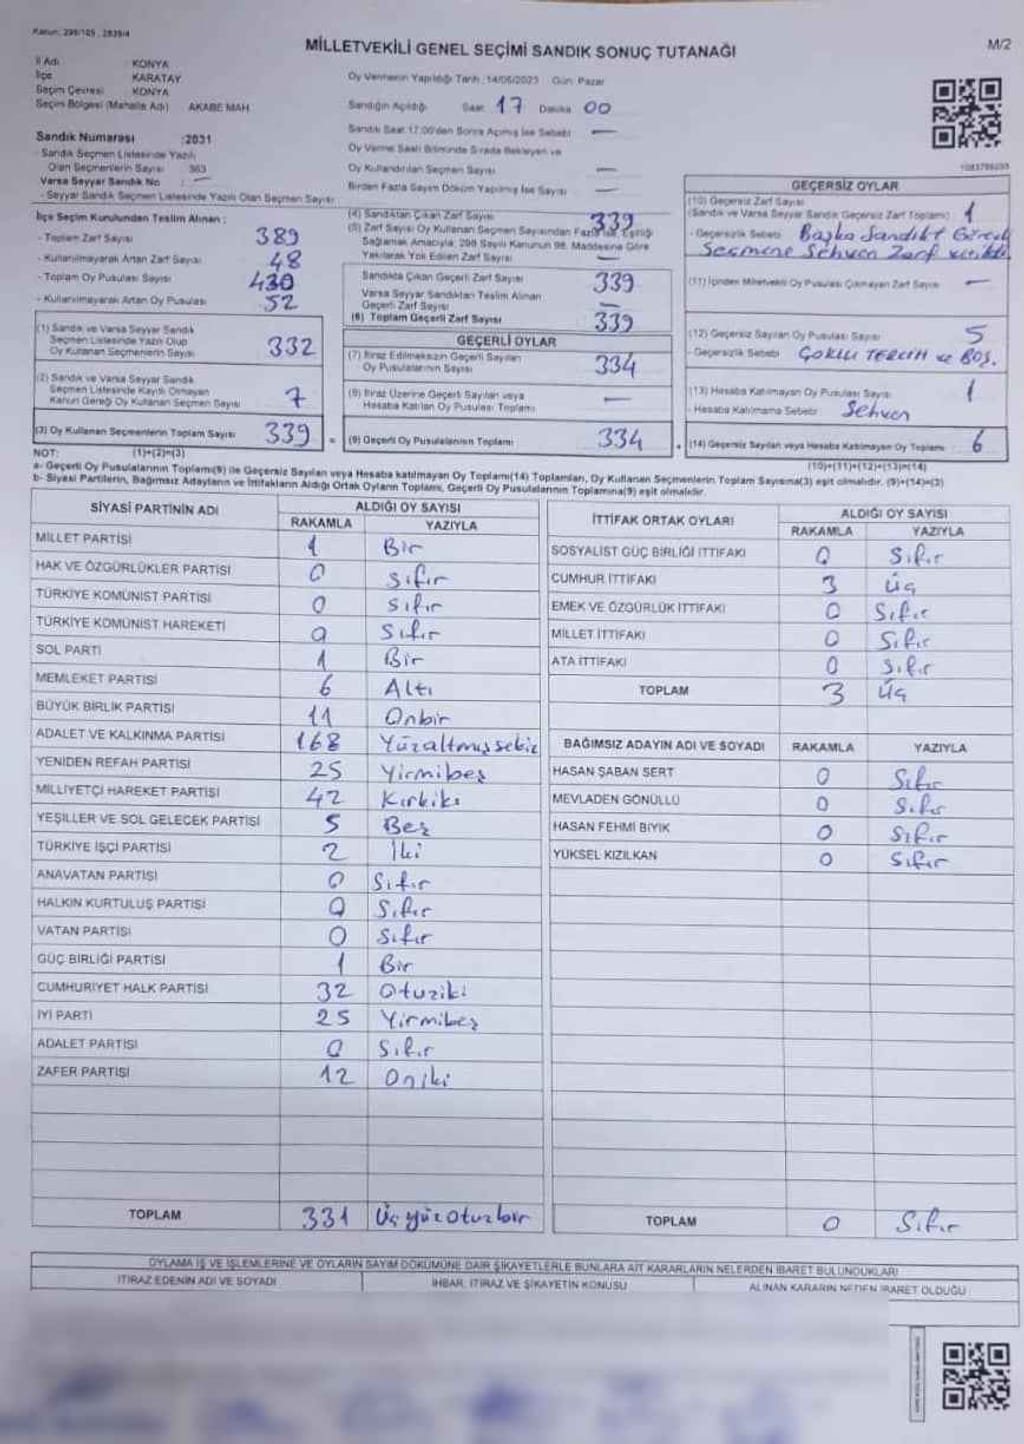 Kanun: 298/105, 2839/4
MİLLETVEKİLİ GENEL SEÇİMİ SANDIK SONUÇ TUTANAĞI
M/2
İl Adı : KONYA
İlçe : KARATAY
Seçim Çevresi : KONYA
Seçim Bölgesi (Mahalle Adı) : AKABE MAH.
Sandık Numarası : 2031
- Sandık Seçmen Listesinde Yazılı
Olan Seçmenlerin Sayısı : 363
Varsa Seyyar Sandık No : —
- Seyyar Sandık Seçmen Listesinde Yazılı Olan Seçmen Sayısı
Oy Vermenin Yapıldığı Tarih : 14/05/2023 Gün: Pazar
Sandığın Açıldığı Saat 17 Dakika 00
Sandık Saat 17:00'den Sonra Açılmış İse Sebebi —
Oy Verme Saati Bitiminde Sırada Bekleyen ve
Oy Kullandırılan Seçmen Sayısı —
Birden Fazla Sayım Döküm Yapılmış İse Sayısı —
İlçe Seçim Kurulundan Teslim Alınan :
- Toplam Zarf Sayısı 389
- Kullanılmayarak Artan Zarf Sayısı 48
- Toplam Oy Pusulası Sayısı 430
- Kullanılmayarak Artan Oy Pusulası 52
(1) Sandık ve Varsa Seyyar Sandık
Seçmen Listesinde Yazılı Olup
Oy Kullanan Seçmenlerin Sayısı 332
(2) Sandık ve Varsa Seyyar Sandık
Seçmen Listesinde Kayıtlı Olmayan
Kanun Gereği Oy Kullanan Seçmen Sayısı 7
(3) Oy Kullanan Seçmenlerin Toplam Sayısı 339
(1)+(2)=(3)
(4) Sandıktan Çıkan Zarf Sayısı 339
(5) Zarf Sayısı Oy Kullanan Seçmen Sayısından Fazla İse, Eşitliği
Sağlamak Amacıyla, 298 Sayılı Kanunun 98. Maddesine Göre
Yakılarak Yok Edilen Zarf Sayısı —
Sandıkta Çıkan Geçerli Zarf Sayısı 339
Varsa Seyyar Sandıktan Teslim Alınan
Geçerli Zarf Sayısı —
(6) Toplam Geçerli Zarf Sayısı 339
GEÇERLİ OYLAR
(7) İtiraz Edilmeksizin Geçerli Sayılan
Oy Pusulalarının Sayısı 334
(8) İtiraz Üzerine Geçerli Sayılan veya
Hesaba Katılan Oy Pusulası Toplamı —
(9) Geçerli Oy Pusulalarının Toplamı 334
GEÇERSİZ OYLAR
(10) Geçersiz Zarf Sayısı
(Sandık ve Varsa Seyyar Sandık Geçersiz Zarf Toplamı) 1
- Geçersizlik Sebebi Başka Sandıkt Görevli
Seçmene Sehven Zarf verildi
(11) İçinden Milletvekili Oy Pusulası Çıkmayan Zarf Sayısı —
(12) Geçersiz Sayılan Oy Pusulası Sayısı 5
- Geçersizlik Sebebi ÇOKLU TERCİH ve BOŞ.
(13) Hesaba Katılmayan Oy Pusulası Sayısı 1
- Hesaba Katılmama Sebebi Sehven
(14) Geçersiz Sayılan veya Hesaba Katılmayan Oy Toplamı 6
(10)+(11)+(12)+(13)=(14)
NOT:
a- Geçerli Oy Pusulalarının Toplamı(9) ile Geçersiz Sayılan veya Hesaba katılmayan Oy Toplamı(14) Toplamları, Oy Kullanan Seçmenlerin Toplam Sayısına(3) eşit olmalıdır. (9)+(14)=(3)
b- Siyasi Partilerin, Bağımsız Adayların ve İttifakların Aldığı Ortak Oyların Toplamı, Geçerli Oy Pusulalarının Toplamına(9) eşit olmalıdır.
SİYASİ PARTİNİN ADI ALDIĞI OY SAYISI
RAKAMLA YAZIYLA
MİLLET PARTİSİ 1 Bir
HAK VE ÖZGÜRLÜKLER PARTİSİ 0 Sıfır
TÜRKİYE KOMÜNİST PARTİSİ 0 Sıfır
TÜRKİYE KOMÜNİST HAREKETİ 0 Sıfır
SOL PARTİ 1 Bir
MEMLEKET PARTİSİ 6 Altı
BÜYÜK BİRLİK PARTİSİ 11 Onbir
ADALET VE KALKINMA PARTİSİ 168 Yüzaltmışsekiz
YENİDEN REFAH PARTİSİ 25 Yirmibeş
MİLLİYETÇİ HAREKET PARTİSİ 42 Kırkiki
YEŞİLLER VE SOL GELECEK PARTİSİ 5 Beş
TÜRKİYE İŞÇİ PARTİSİ 2 İki
ANAVATAN PARTİSİ 0 Sıfır
HALKIN KURTULUŞ PARTİSİ 0 Sıfır
VATAN PARTİSİ 0 Sıfır
GÜÇ BİRLİĞİ PARTİSİ 1 Bir
CUMHURİYET HALK PARTİSİ 32 Otuziki
İYİ PARTİ 25 Yirmibeş
ADALET PARTİSİ 0 Sıfır
ZAFER PARTİSİ 12 Oniki
TOPLAM 331 Üçyüzotuzbir
İTTİFAK ORTAK OYLARI ALDIĞI OY SAYISI
RAKAMLA YAZIYLA
SOSYALİST GÜÇ BİRLİĞİ İTTİFAKI 0 Sıfır
CUMHUR İTTİFAKI 3 Üç
EMEK VE ÖZGÜRLÜK İTTİFAKI 0 Sıfır
MİLLET İTTİFAKI 0 Sıfır
ATA İTTİFAKI 0 Sıfır
TOPLAM 3 Üç
BAĞIMSIZ ADAYIN ADI VE SOYADI RAKAMLA YAZIYLA
HASAN ŞABAN SERT 0 Sıfır
MEVLADEN GÖNÜLLÜ 0 Sıfır
HASAN FEHMİ BIYIK 0 Sıfır
YÜKSEL KIZILKAN 0 Sıfır
TOPLAM 0 Sıfır
OYLAMA İŞ VE İŞLEMLERİNE VE OYLARIN SAYIM DÖKÜMÜNE DAİR ŞİKAYETLERLE BUNLARA AİT KARARLARIN NELERDEN İBARET BULUNDUKLARI
İTİRAZ EDENİN ADI VE SOYADI İHBAR, İTİRAZ VE ŞİKAYETİN KONUSU ALINAN KARARIN NEDEN İBARET OLDUĞU